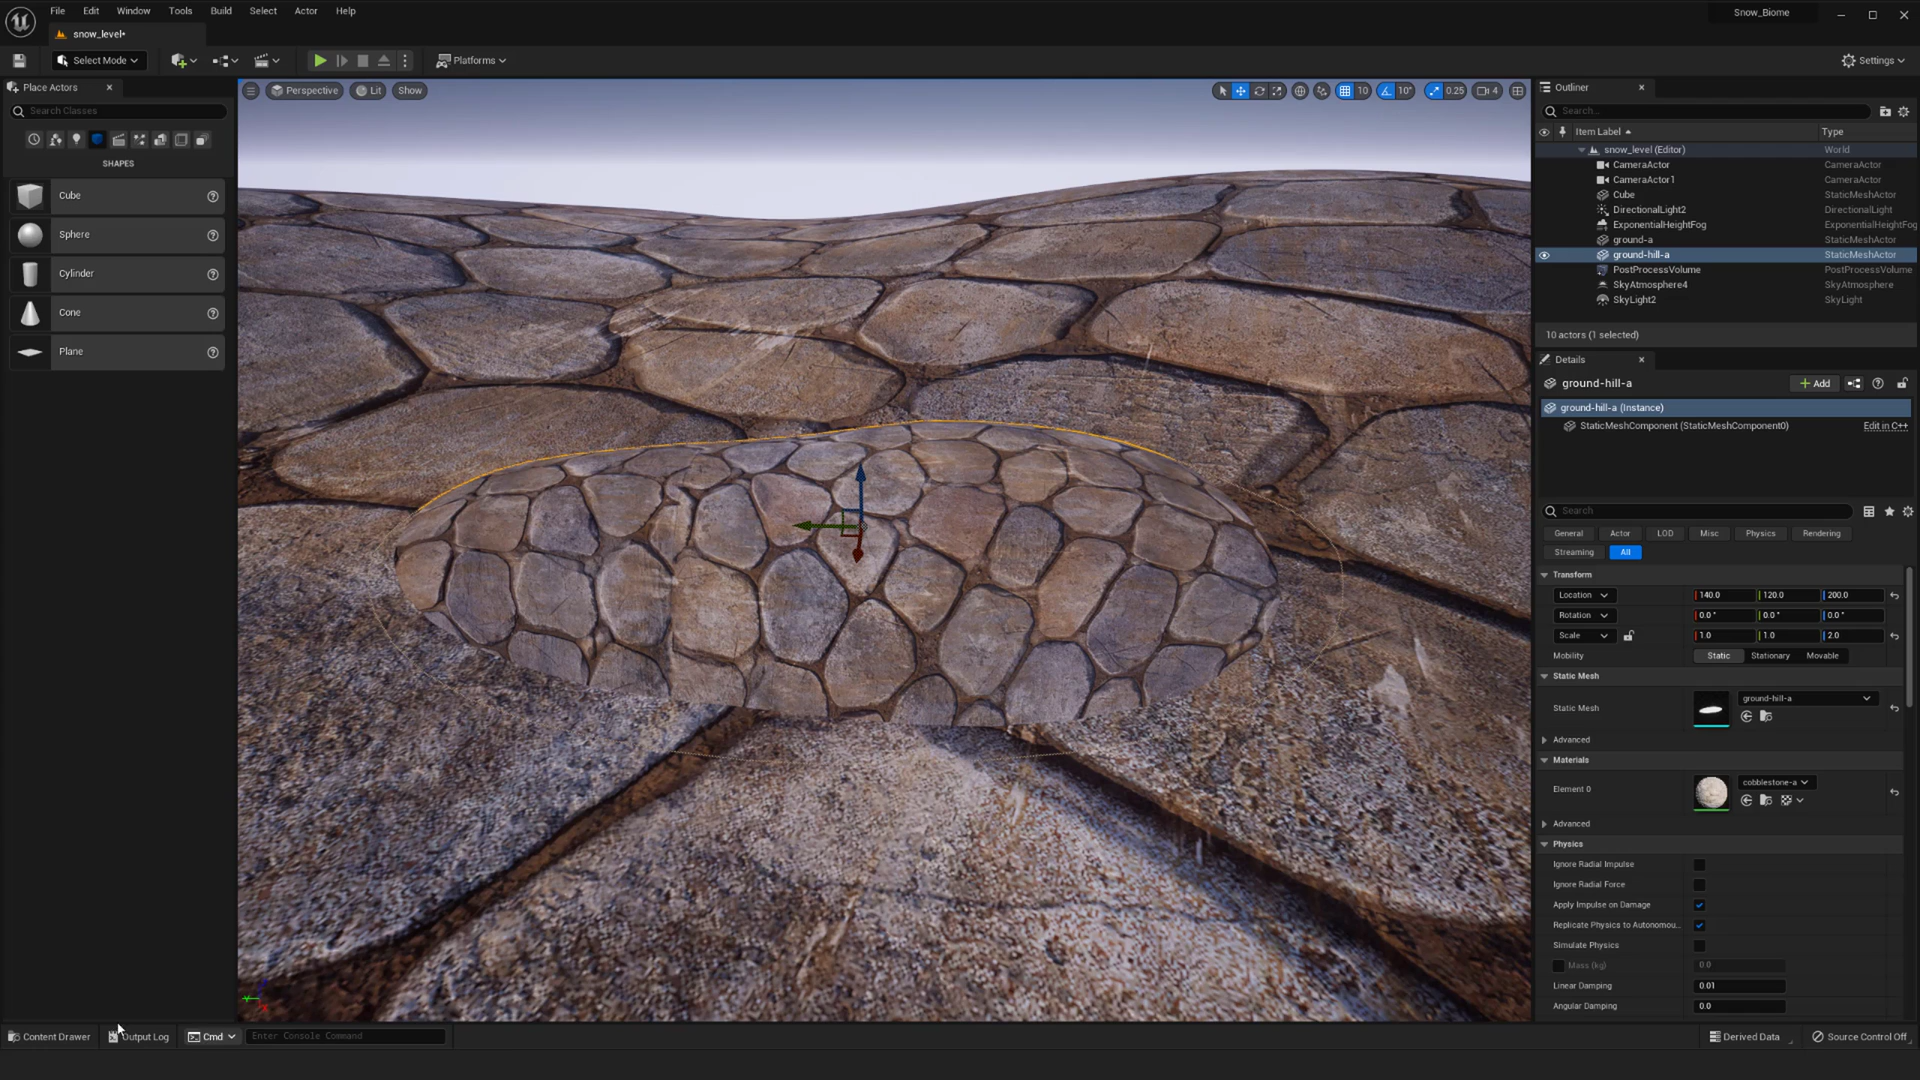 File Edit Window Tools Build Select Actor Help
Snow_Biome
snow_level*
Select Mode
Platforms
Settings
Place Actors
Search Classes
SHAPES
Cube
Sphere
Cylinder
Cone
Plane
Perspective Lit Show
10 10° 0.25 4
Outliner
Search...
Item Label Type
snow_level (Editor) World
CameraActor CameraActor
CameraActor1 CameraActor
Cube StaticMeshActor
DirectionalLight2 DirectionalLight
ExponentialHeightFog ExponentialHeightFog
ground-a StaticMeshActor
ground-hill-a StaticMeshActor
PostProcessVolume PostProcessVolume
SkyAtmosphere4 SkyAtmosphere
SkyLight2 SkyLight
10 actors (1 selected)
Details
ground-hill-a
Add
ground-hill-a (Instance)
StaticMeshComponent (StaticMeshComponent0) Edit in C++
Search
General Actor LOD Misc Physics Rendering
Streaming All
Transform
Location 140.0 120.0 200.0
Rotation 0.0° 0.0° 0.0°
Scale 1.0 1.0 2.0
Mobility Static Stationary Movable
Static Mesh
Static Mesh ground-hill-a
Advanced
Materials
Element 0 cobblestone-a
Advanced
Physics
Ignore Radial Impulse
Ignore Radial Force
Apply Impulse on Damage
Replicate Physics to Autonomou...
Simulate Physics
Mass (kg) 0.0
Linear Damping 0.01
Angular Damping 0.0
Content Drawer Output Log Cmd Enter Console Command
Derived Data Source Control Off